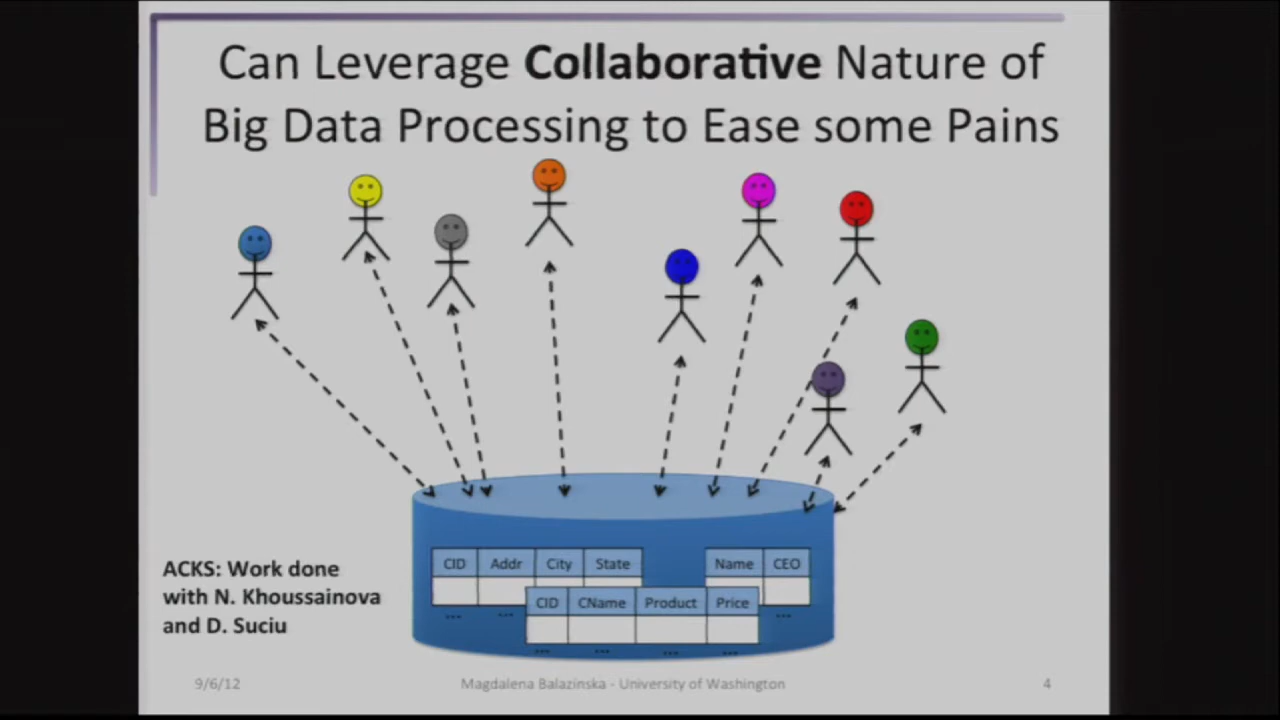 Can Leverage Collaborative Nature of
Big Data Processing to Ease some Pains
CID Addr City State
Name CEO
CID CName Product Price
... ... ...
... ... ... ...
ACKS: Work done
with N. Khoussainova
and D. Suciu
9/6/12
Magdalena Balazinska - University of Washington
4